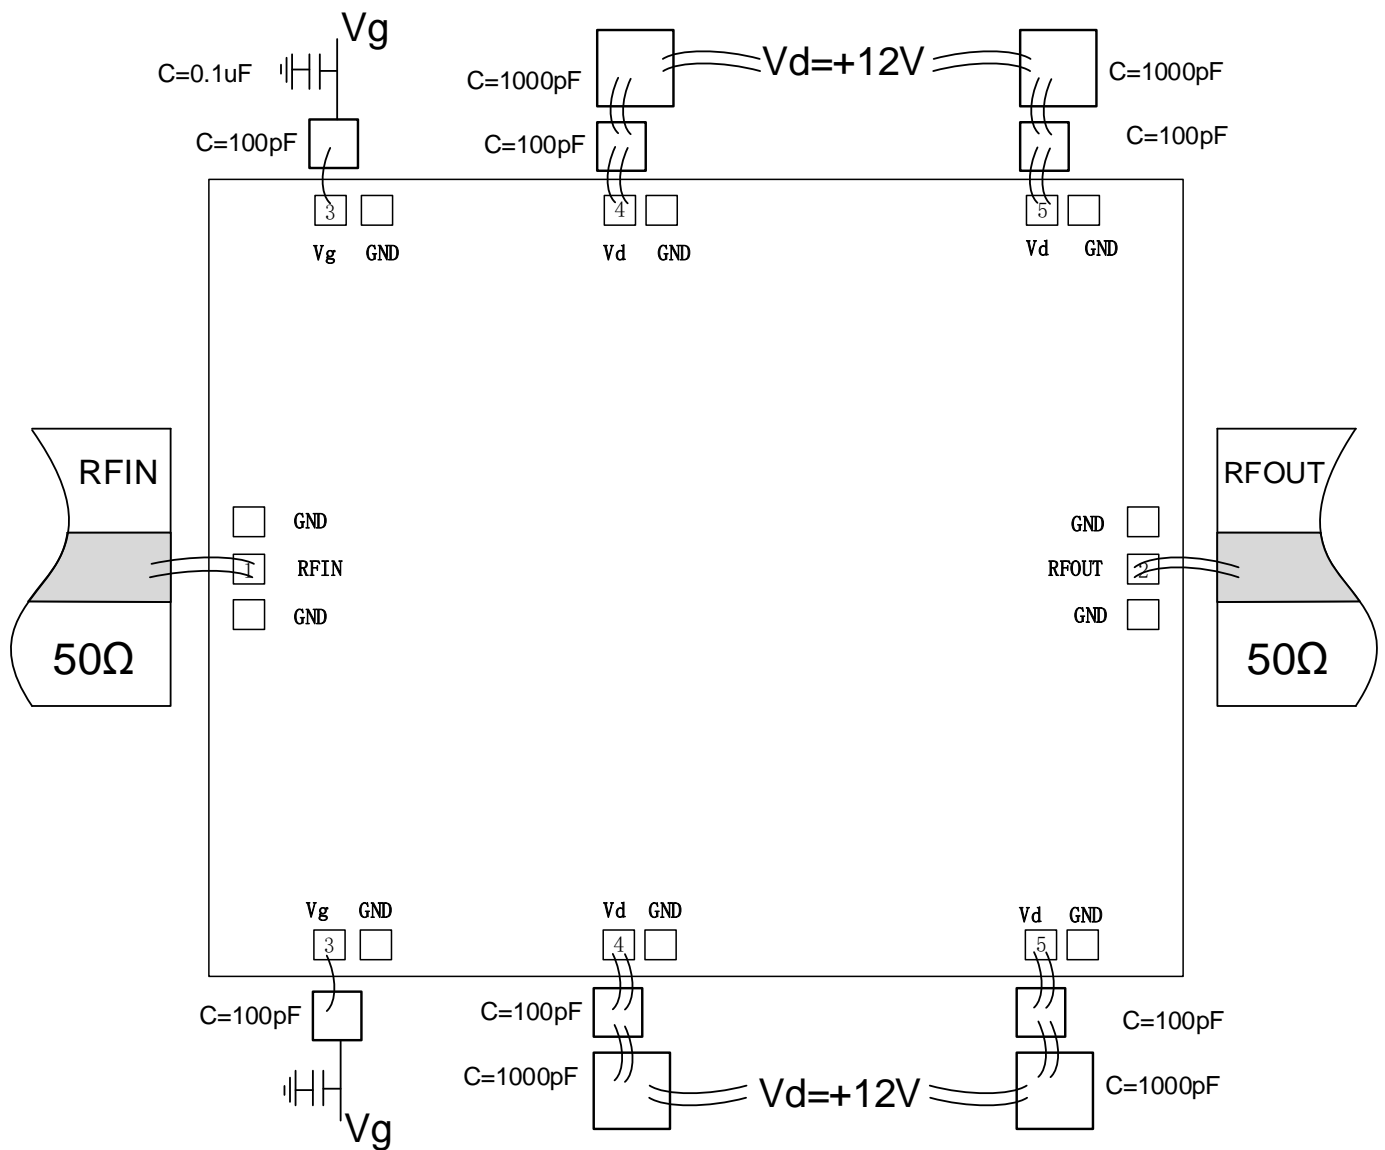 Vg
C=0.1uF
C=1000pF
Vd=+12V
C=1000pF
C=100pF
C=100pF
C=100pF
3
4
5
Vg GND
Vd GND
Vd GND
RFIN
RFOUT
GND
GND
1 RFIN
RFOUT 2
GND
GND
50Ω
50Ω
Vg GND
Vd GND
Vd GND
3
4
5
C=100pF
C=100pF
C=100pF
C=1000pF
Vd=+12V
C=1000pF
Vg